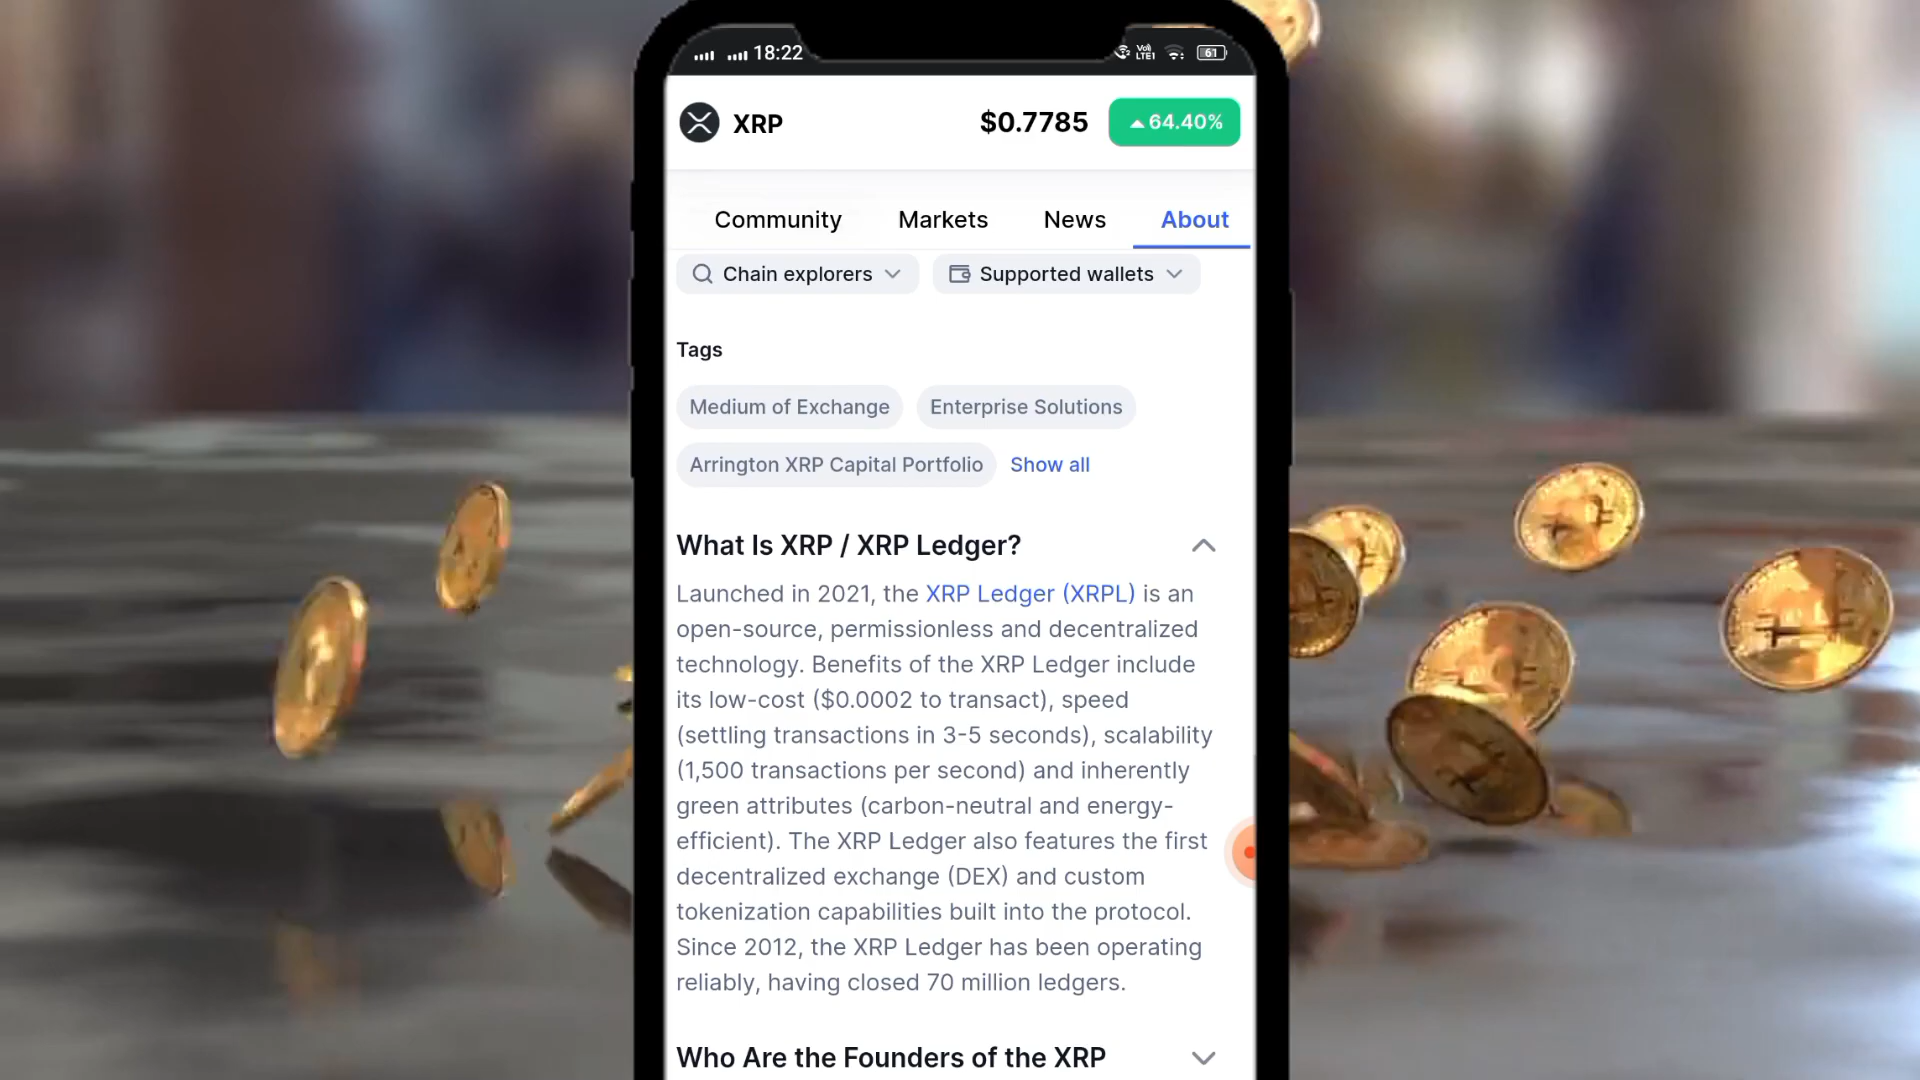 18:22
Vo)
LTE1
61
XRP
$0.7785
64.40%
Community
Markets
News
About
Chain explorers
Supported wallets
Tags
Medium of Exchange
Enterprise Solutions
Arrington XRP Capital Portfolio
Show all
What Is XRP / XRP Ledger?
Launched in 2021, the XRP Ledger (XRPL) is an
open-source, permissionless and decentralized
technology. Benefits of the XRP Ledger include
its low-cost ($0.0002 to transact), speed
(settling transactions in 3-5 seconds), scalability
(1,500 transactions per second) and inherently
green attributes (carbon-neutral and energy-
efficient). The XRP Ledger also features the first
decentralized exchange (DEX) and custom
tokenization capabilities built into the protocol.
Since 2012, the XRP Ledger has been operating
reliably, having closed 70 million ledgers.
Who Are the Founders of the XRP